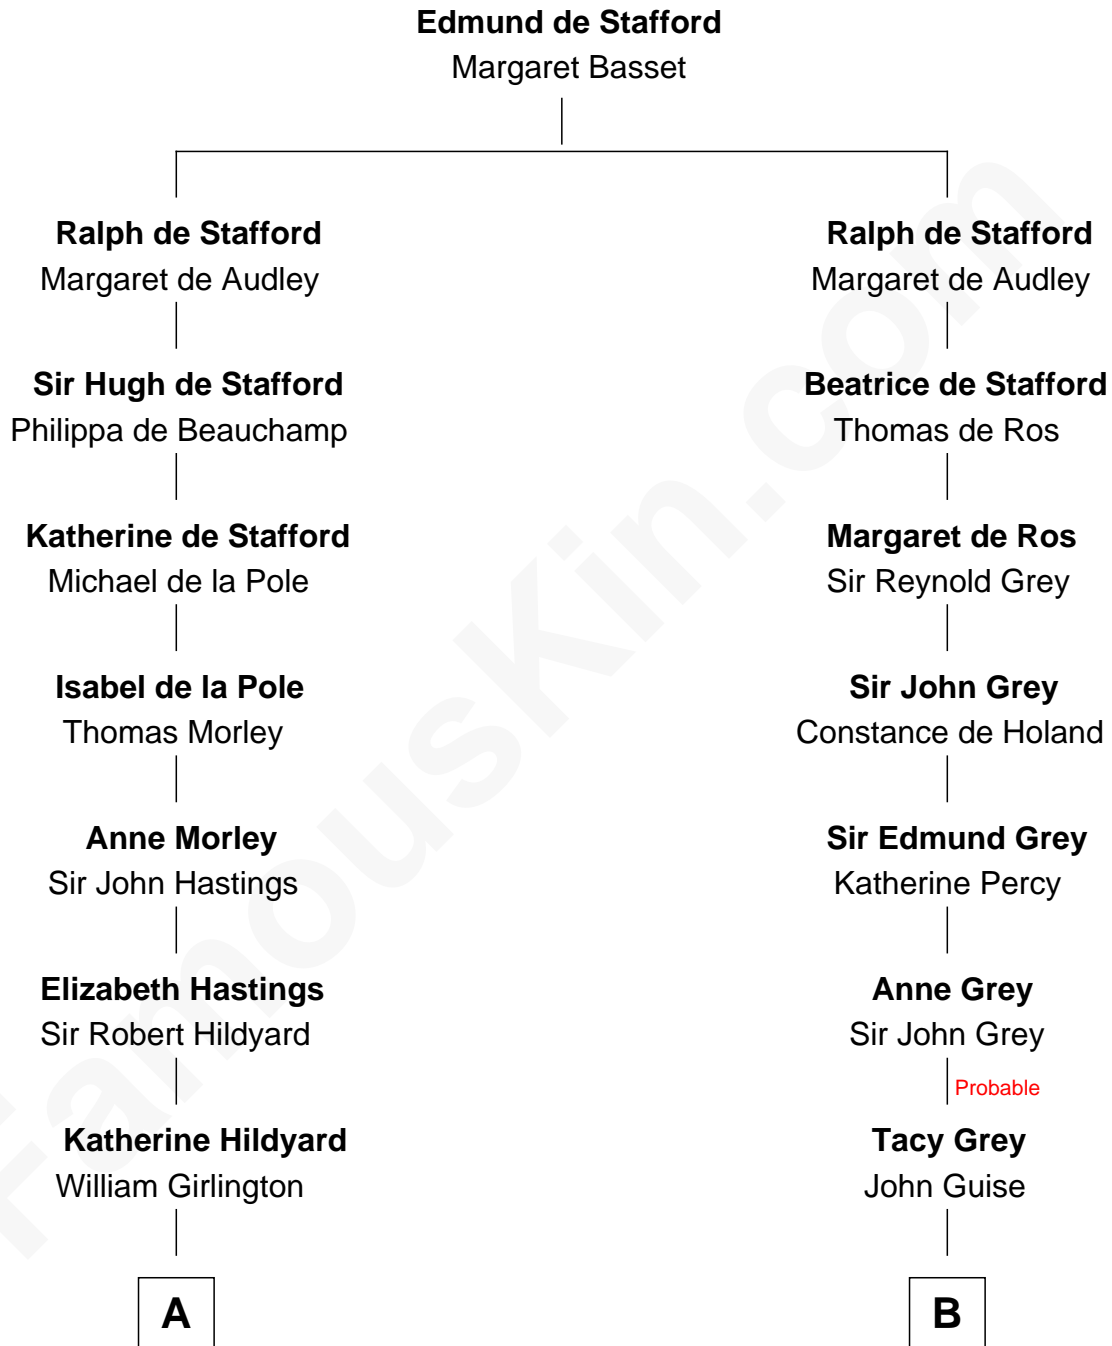 Edmund de Stafford
Margaret Basset
Ralph de Stafford
Margaret de Audley
Sir Hugh de Stafford
Philippa de Beauchamp
Katherine de Stafford
Michael de la Pole
Isabel de la Pole
Thomas Morley
Anne Morley
Sir John Hastings
Elizabeth Hastings
Sir Robert Hildyard
Katherine Hildyard
William Girlington
A
Ralph de Stafford
Margaret de Audley
Beatrice de Stafford
Thomas de Ros
Margaret de Ros
Sir Reynold Grey
Sir John Grey
Constance de Holand
Sir Edmund Grey
Katherine Percy
Anne Grey
Sir John Grey
Probable
Tacy Grey
John Guise
B
FamousKin.com